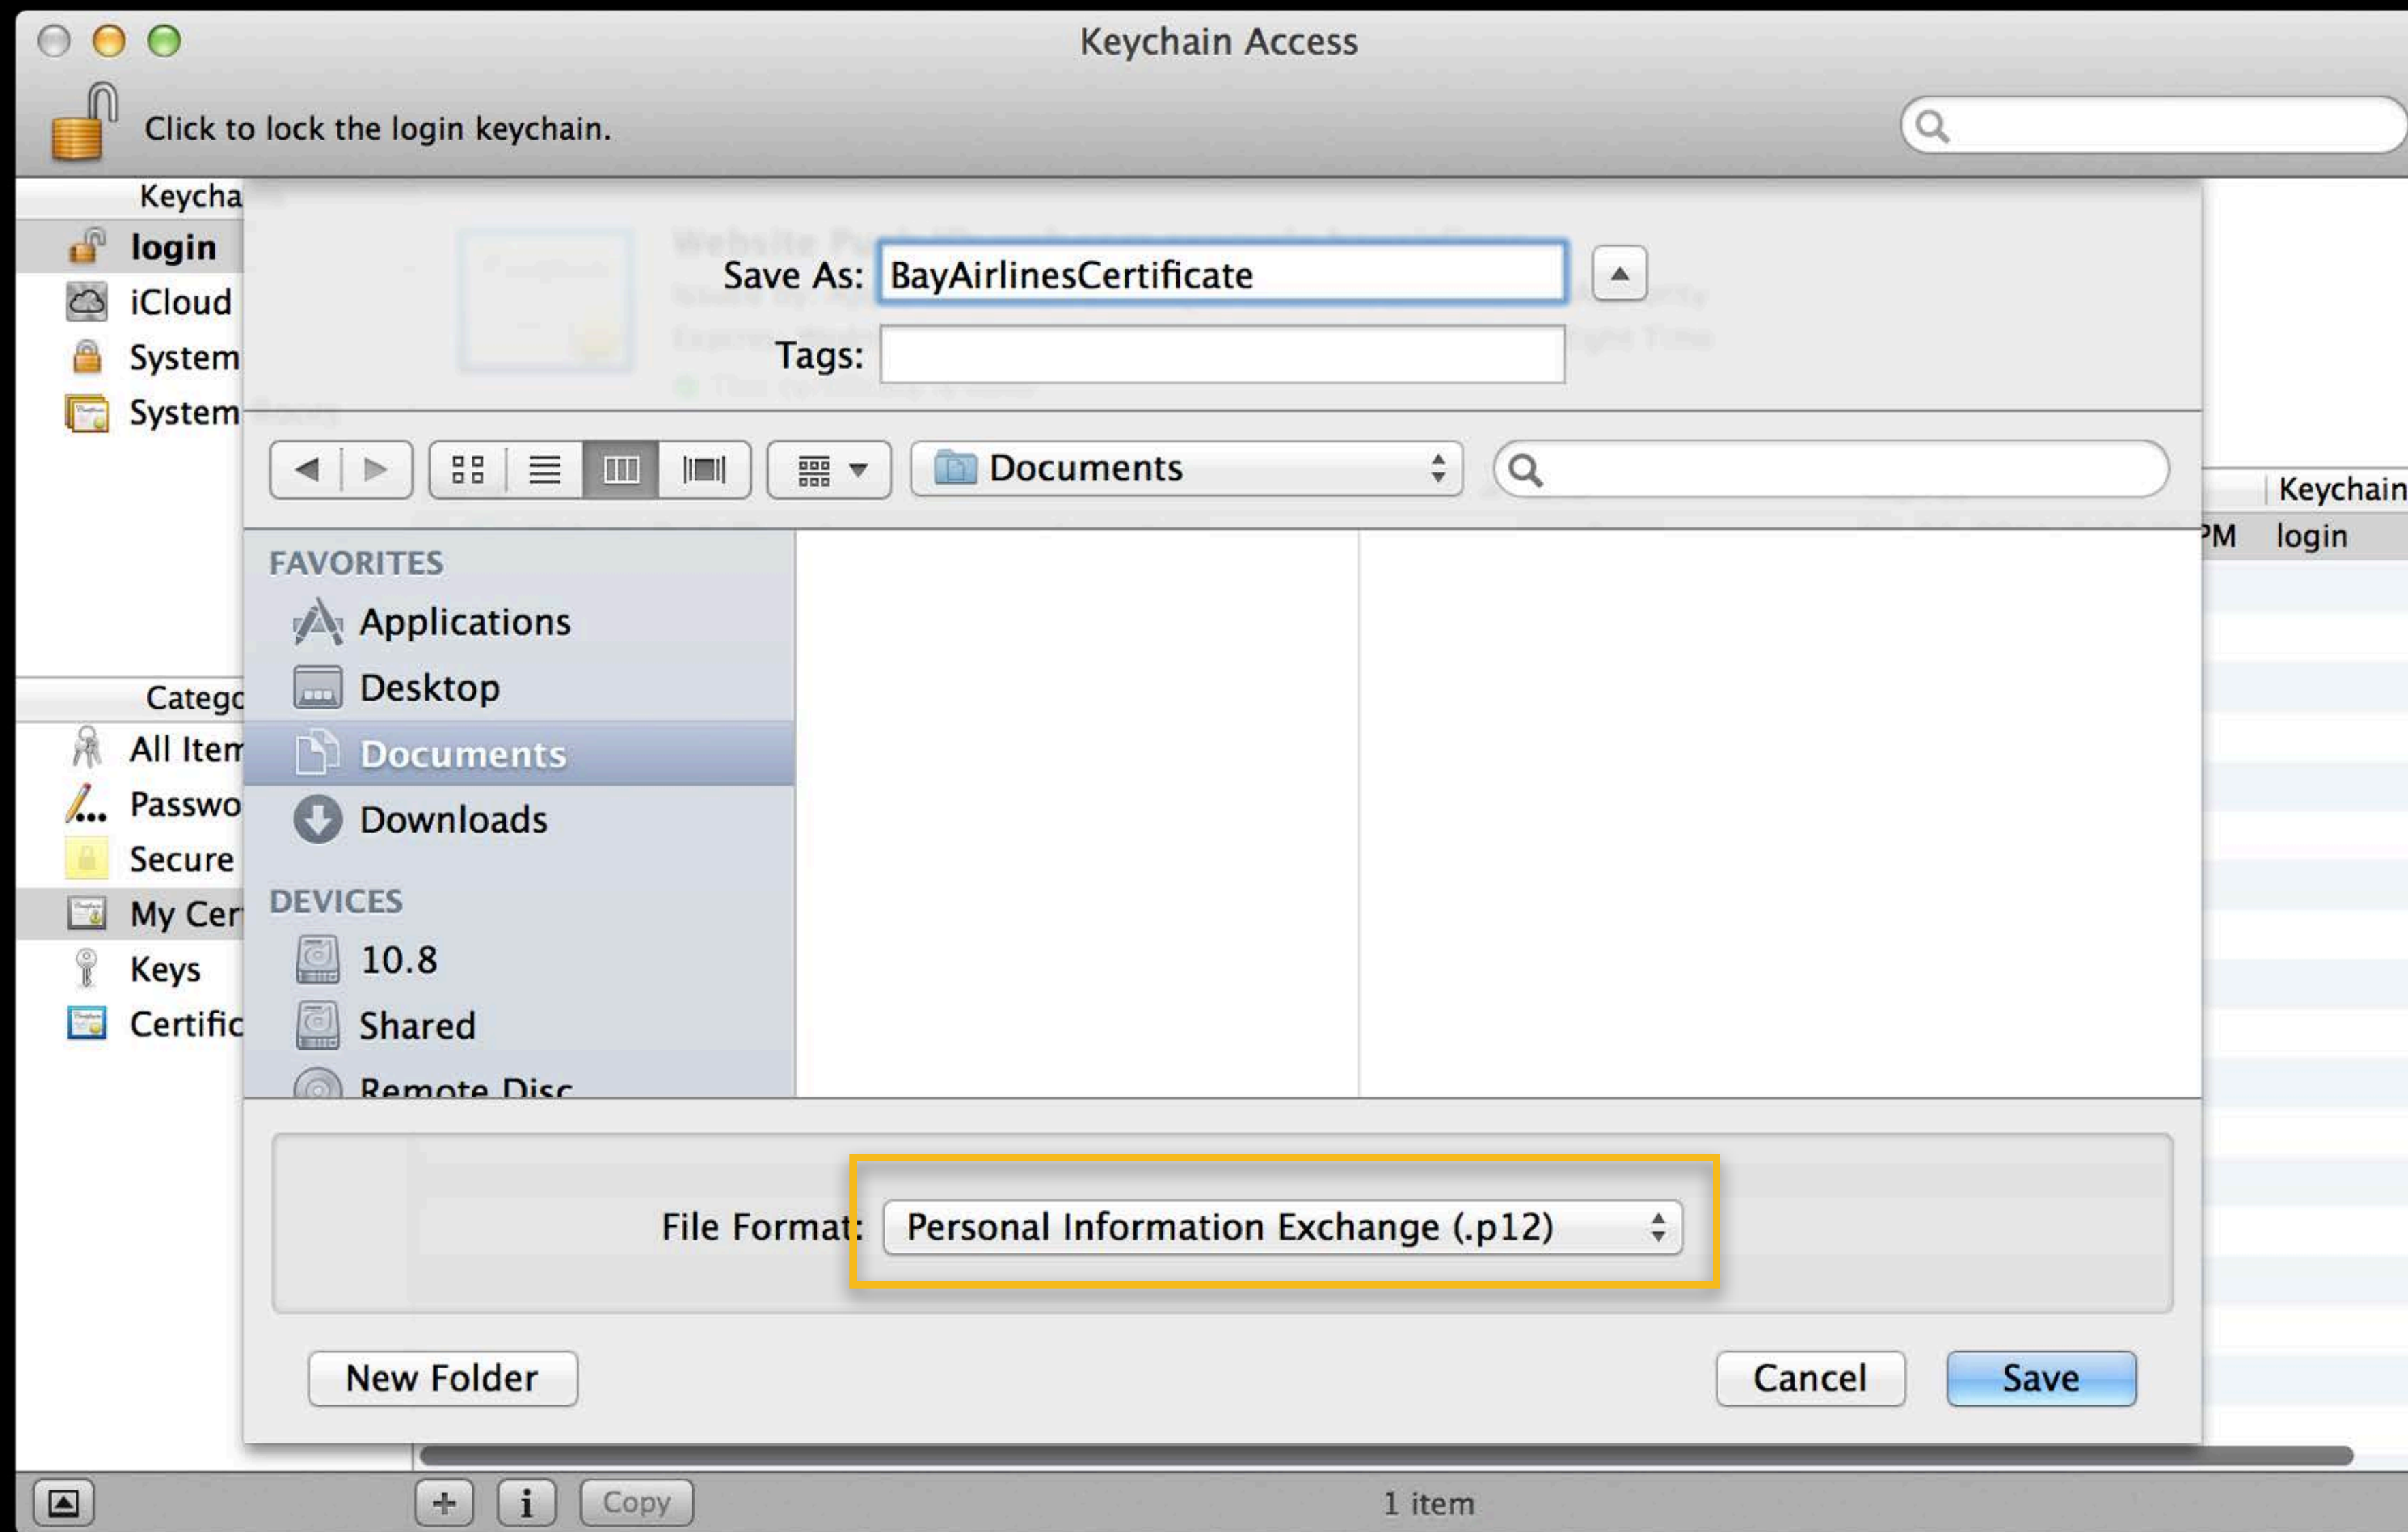 Keychain Access
Click to lock the login keychain.
Keycha
login
iCloud
System
System
Save As: BayAirlinesCertificate
Tags:
Documents
Keychain
PM login
FAVORITES
Applications
Desktop
Documents
Downloads
DEVICES
10.8
Shared
Remote Disc
Catego
All Item
Passwo
Secure
My Cer
Keys
Certific
File Format: Personal Information Exchange (.p12)
New Folder
Cancel
Save
Copy
1 item